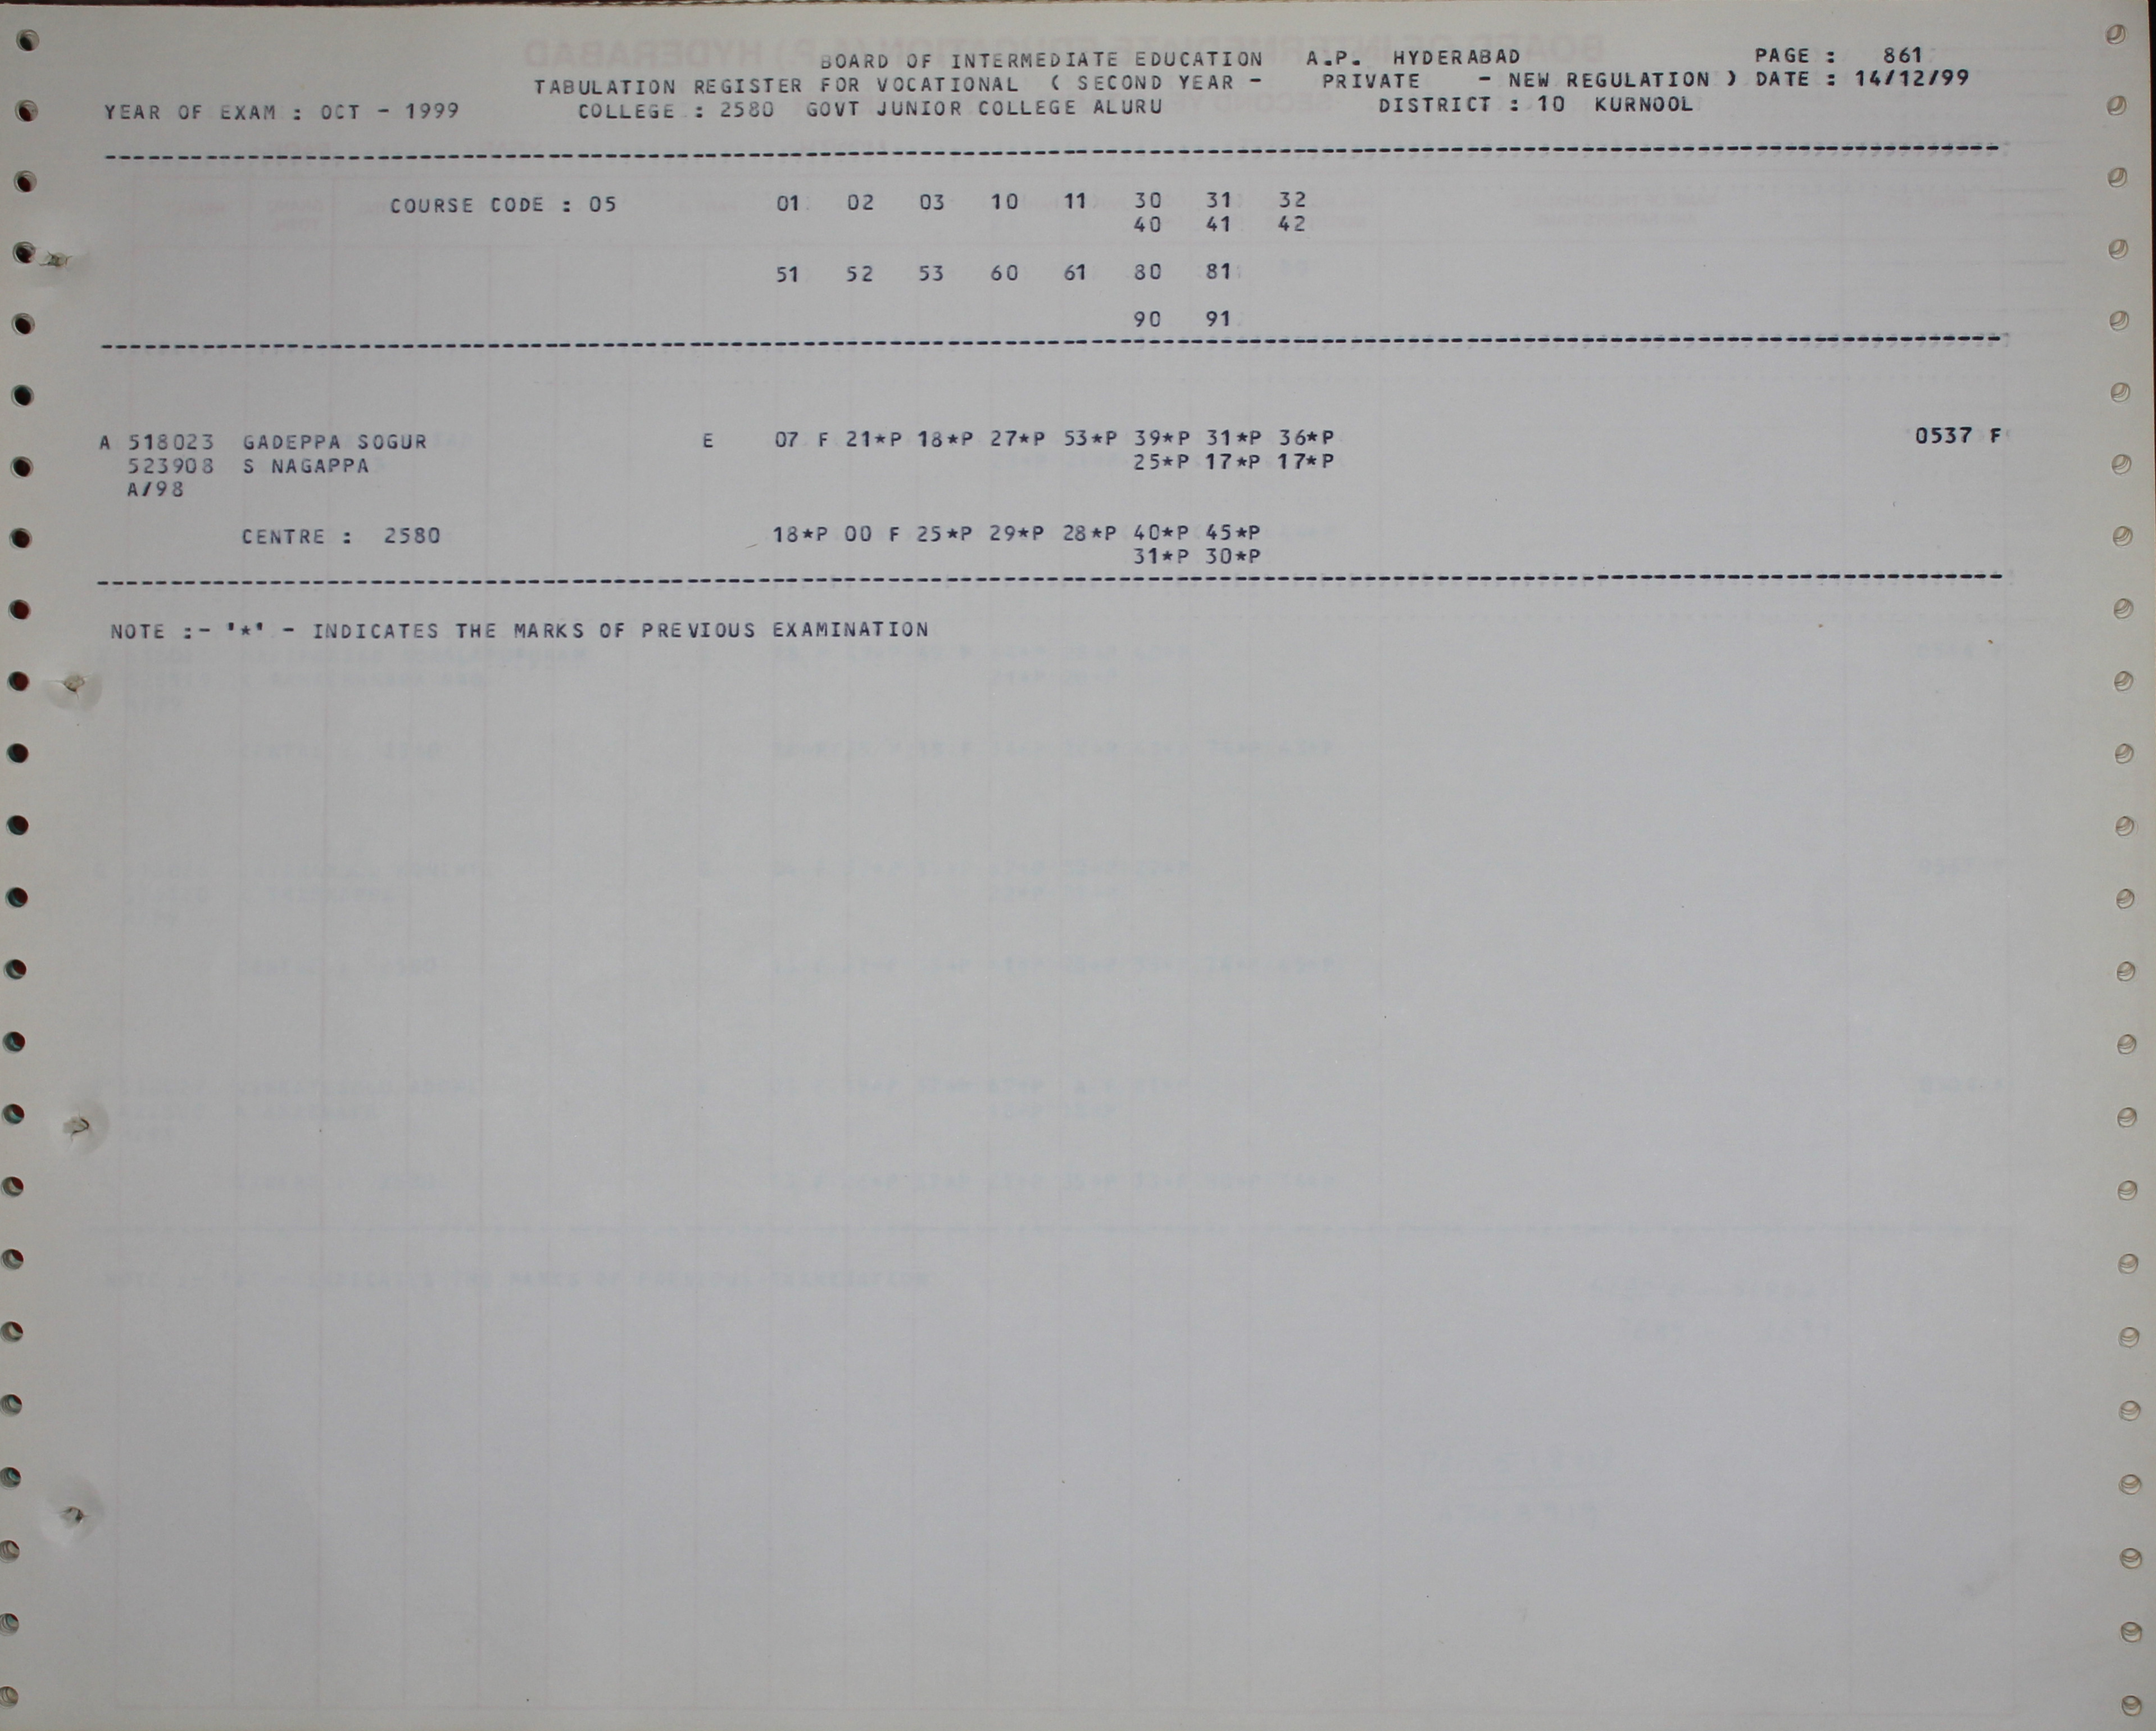 BOARD OF INTERMEDIATE EDUCATION A.P. HYDERABAD PAGE : 861
TABULATION REGISTER FOR VOCATIONAL ( SECOND YEAR - PRIVATE - NEW REGULATION ) DATE : 14/12/99
YEAR OF EXAM : OCT - 1999 COLLEGE : 2580 GOVT JUNIOR COLLEGE ALURU DISTRICT : 10 KURNOOL
COURSE CODE : 05 01 02 03 10 11 30 31 32
40 41 42
51 52 53 60 61 80 81
90 91
A 518023 GADEPPA SOGUR E 07 F 21*P 18*P 27*P 53*P 39*P 31*P 36*P 0537 F
523908 S NAGAPPA 25*P 17*P 17*P
A/98
CENTRE : 2580 18*P 00 F 25*P 29*P 28*P 40*P 45*P
31*P 30*P
NOTE :- '*' - INDICATES THE MARKS OF PREVIOUS EXAMINATION